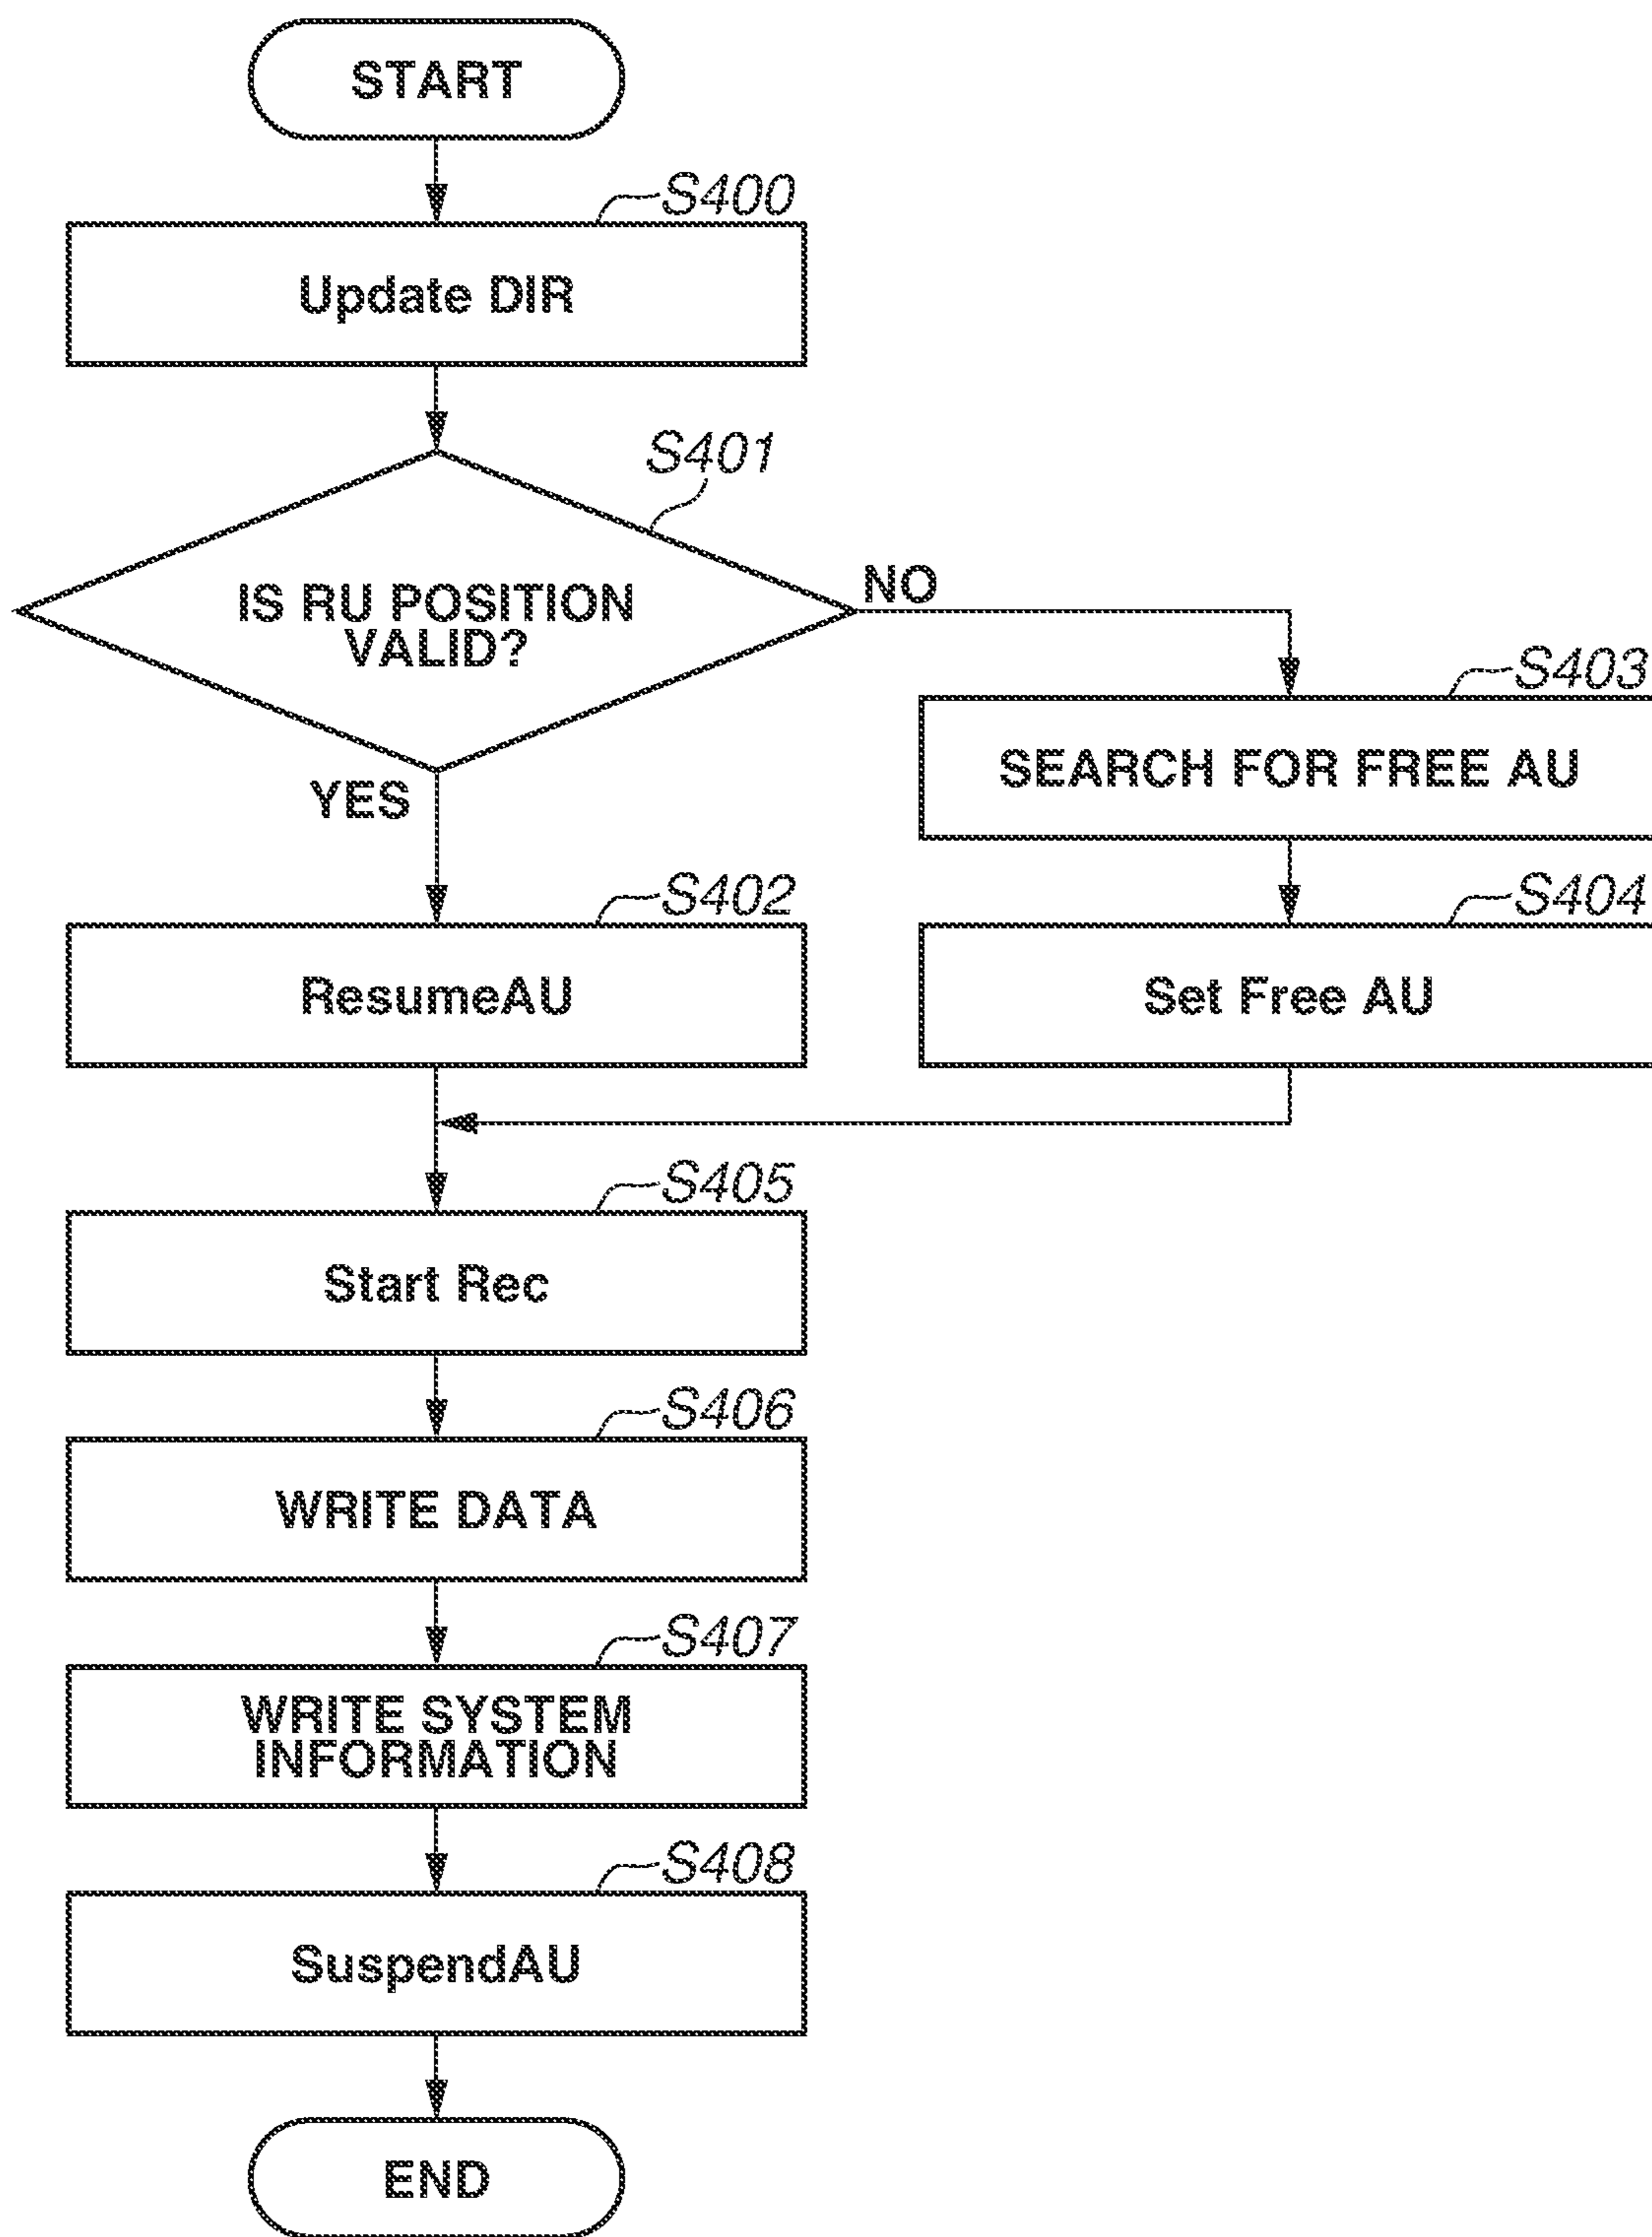 START
S400
Update DIR
S401
IS RU POSITION
VALID?
NO
YES
S403
SEARCH FOR FREE AU
S402
ResumeAU
S404
Set Free AU
S405
Start Rec
S406
WRITE DATA
S407
WRITE SYSTEM
INFORMATION
S408
SuspendAU
END